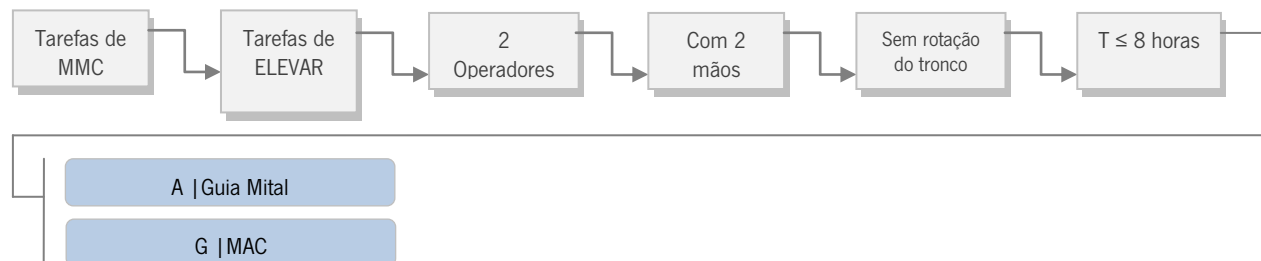 Tarefas de
MMC
Tarefas de
ELEVAR
2
Operadores
Com 2
mãos
Sem rotação
do tronco
T ≤ 8 horas
A |Guia Mital
G |MAC